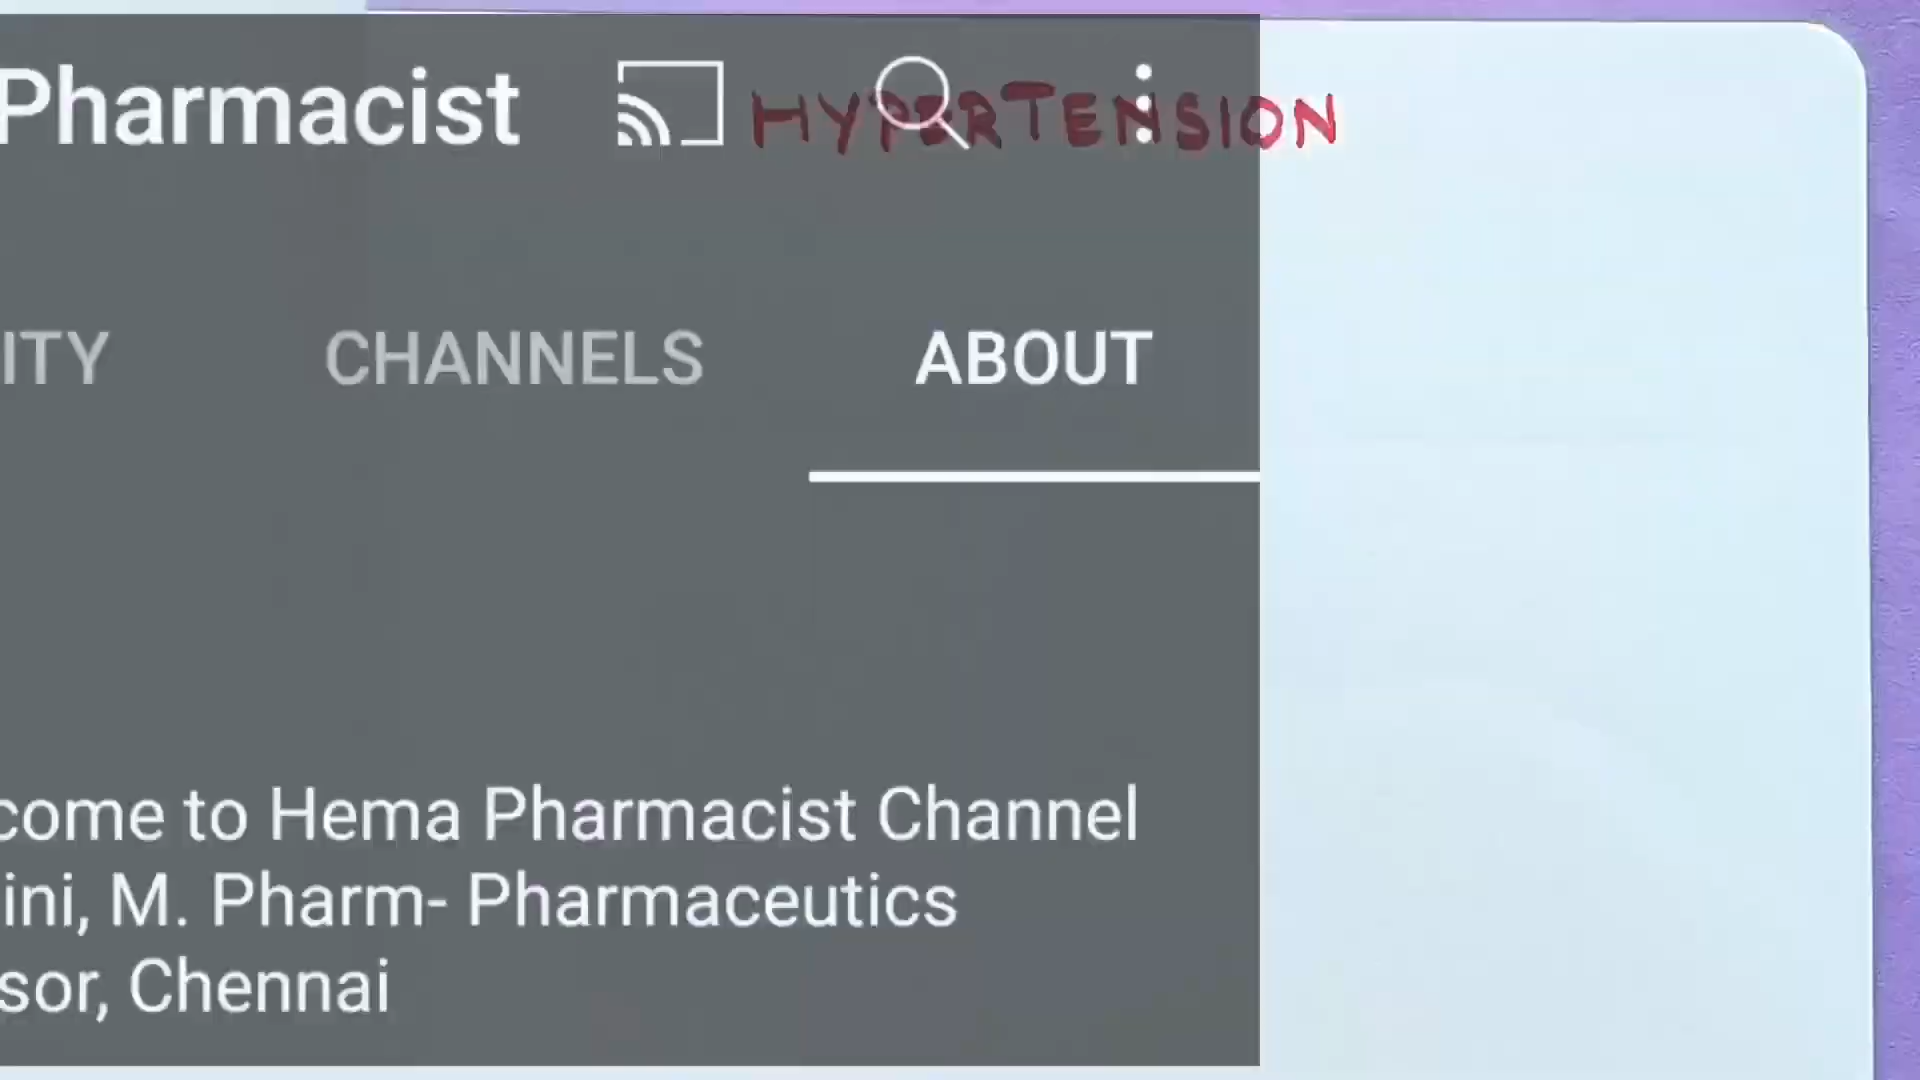 Pharmacist
HYPERTENSION
ITY CHANNELS ABOUT
come to Hema Pharmacist Channel
ini, M. Pharm- Pharmaceutics
sor, Chennai